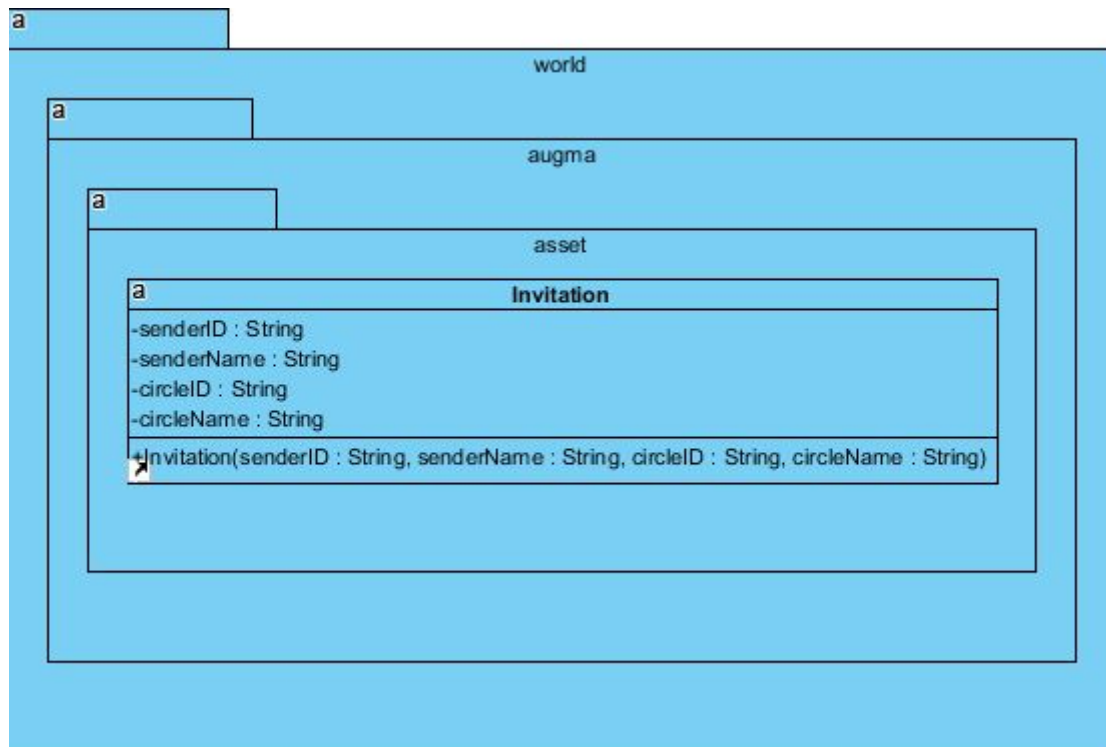 a
world
a
augma
a
asset
a
Invitation
-senderID : String
-senderName : String
-circleID : String
-circleName : String
+Invitation(senderID : String, senderName : String, circleID : String, circleName : String)